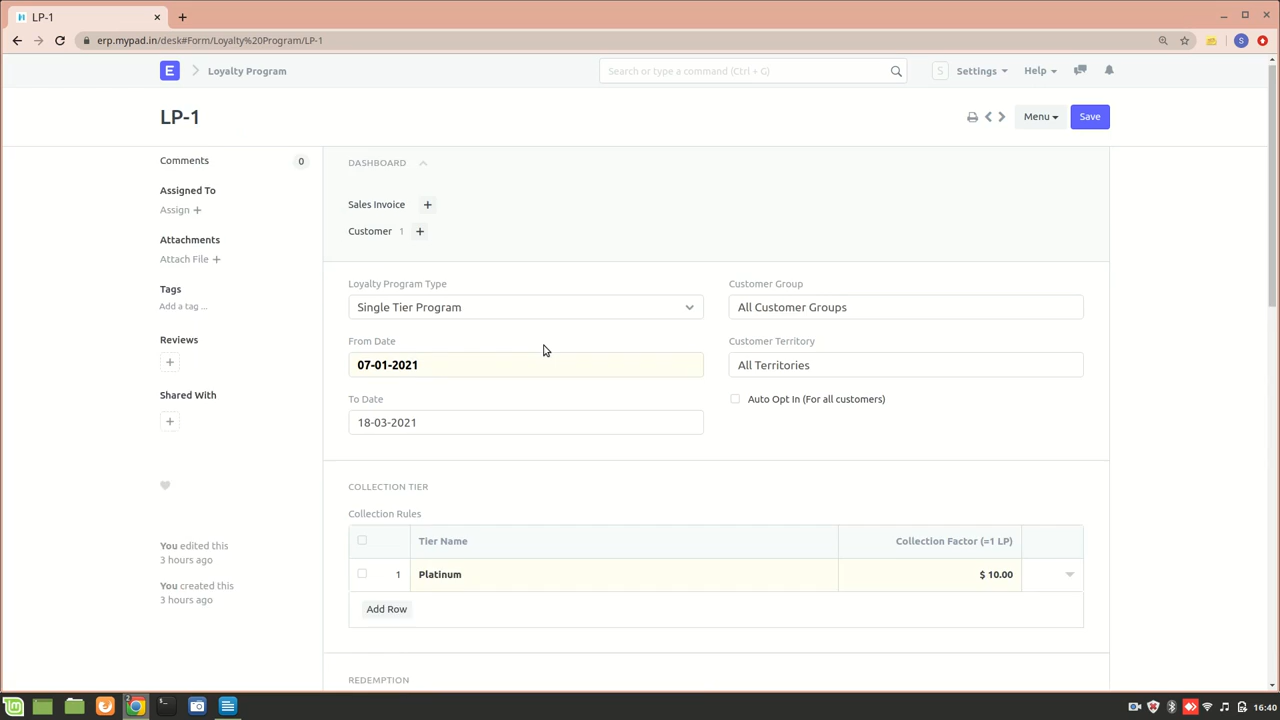 LP-1
erp.mypad.in/desk#Form/Loyalty%20Program/LP-1
S
E
Loyalty Program
Search or type a command (Ctrl + G)
S
Settings
Help
LP-1
Menu
Save
Comments
0
Assigned To
Assign +
Attachments
Attach File +
Tags
Add a tag ...
Reviews
+
Shared With
+
You edited this
3 hours ago
You created this
3 hours ago
DASHBOARD
Sales Invoice +
Customer 1 +
Loyalty Program Type
Single Tier Program
Customer Group
All Customer Groups
From Date
07-01-2021
Customer Territory
All Territories
To Date
18-03-2021
Auto Opt In (For all customers)
COLLECTION TIER
Collection Rules
Tier Name Collection Factor (=1 LP)
1 Platinum $ 10.00
Add Row
REDEMPTION
2
16:40